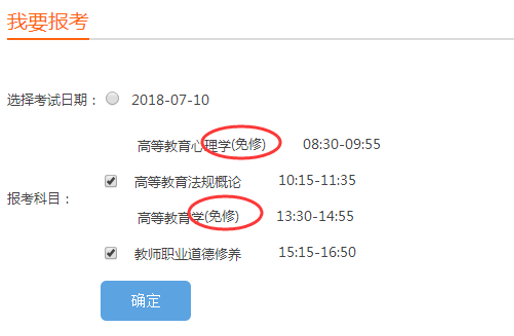 我要报考
选择考试日期： 2018-07-10
高等教育心理学(免修) 08:30-09:55
高等教育法规概论 10:15-11:35
报考科目：
高等教育学(免修) 13:30-14:55
教师职业道德修养 15:15-16:50
确定